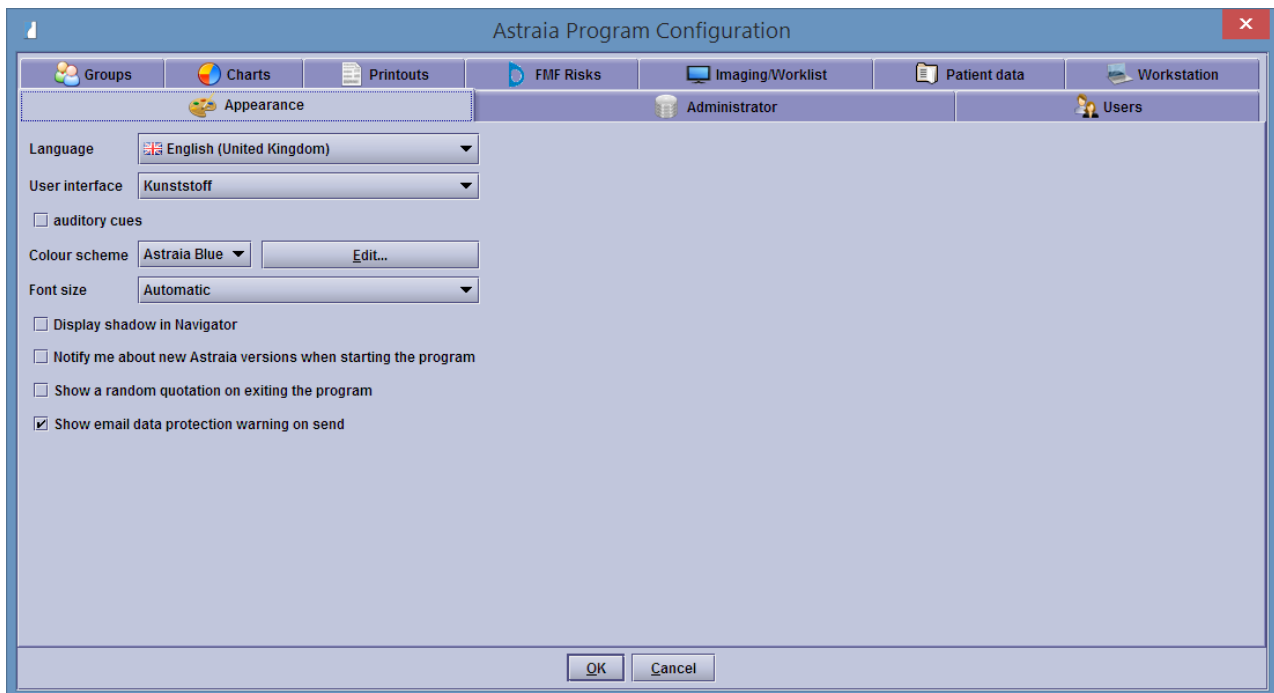 Astraia Program Configuration
Groups Charts Printouts FMF Risks Imaging/Worklist Patient data Workstation
Appearance Administrator Users
Language English (United Kingdom)
User interface Kunststoff
auditory cues
Colour scheme Astraia Blue Edit...
Font size Automatic
Display shadow in Navigator
Notify me about new Astraia versions when starting the program
Show a random quotation on exiting the program
Show email data protection warning on send
OK Cancel